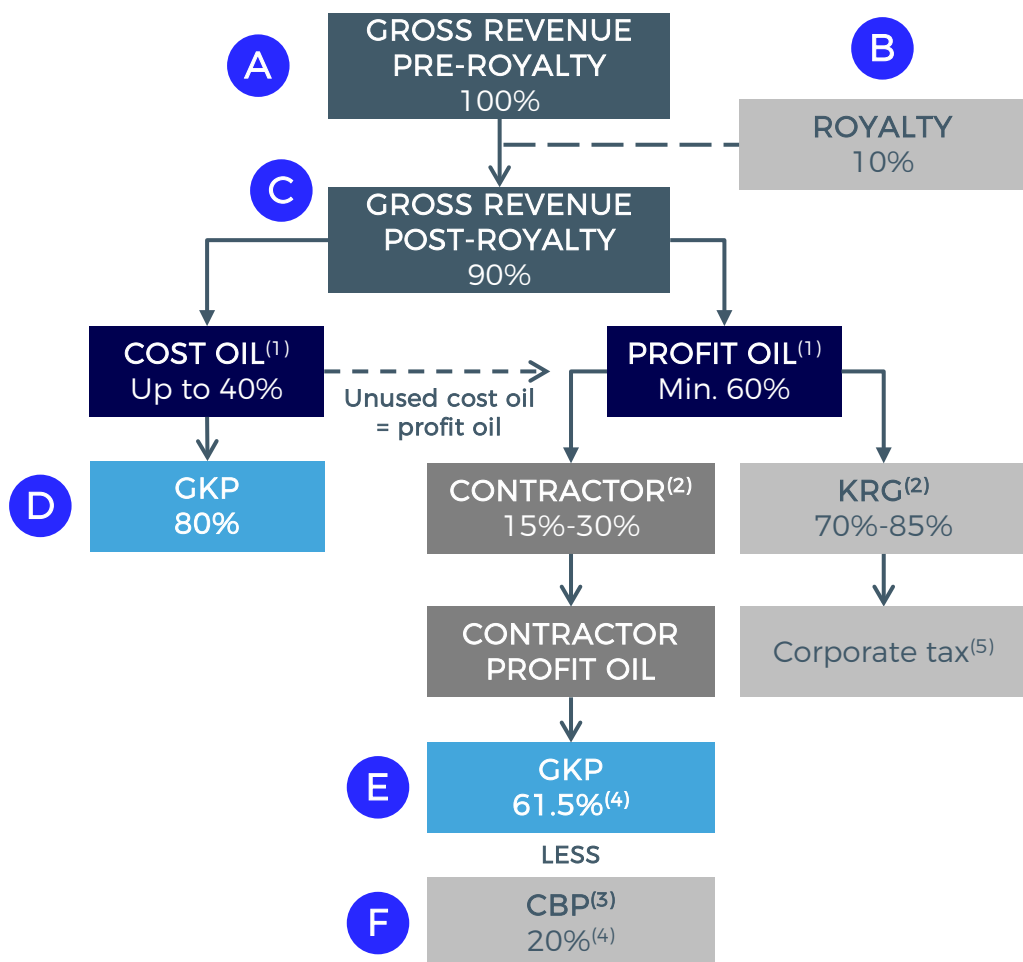 A
GROSS REVENUE
PRE-ROYALTY
100%
B
ROYALTY
10%
C
GROSS REVENUE
POST-ROYALTY
90%
COST OIL(1)
Up to 40%
Unused cost oil
= profit oil
PROFIT OIL(1)
Min. 60%
D
GKP
80%
CONTRACTOR(2)
15%-30%
KRG(2)
70%-85%
CONTRACTOR
PROFIT OIL
Corporate tax(5)
E
GKP
61.5%(4)
LESS
F
CBP(3)
20%(4)